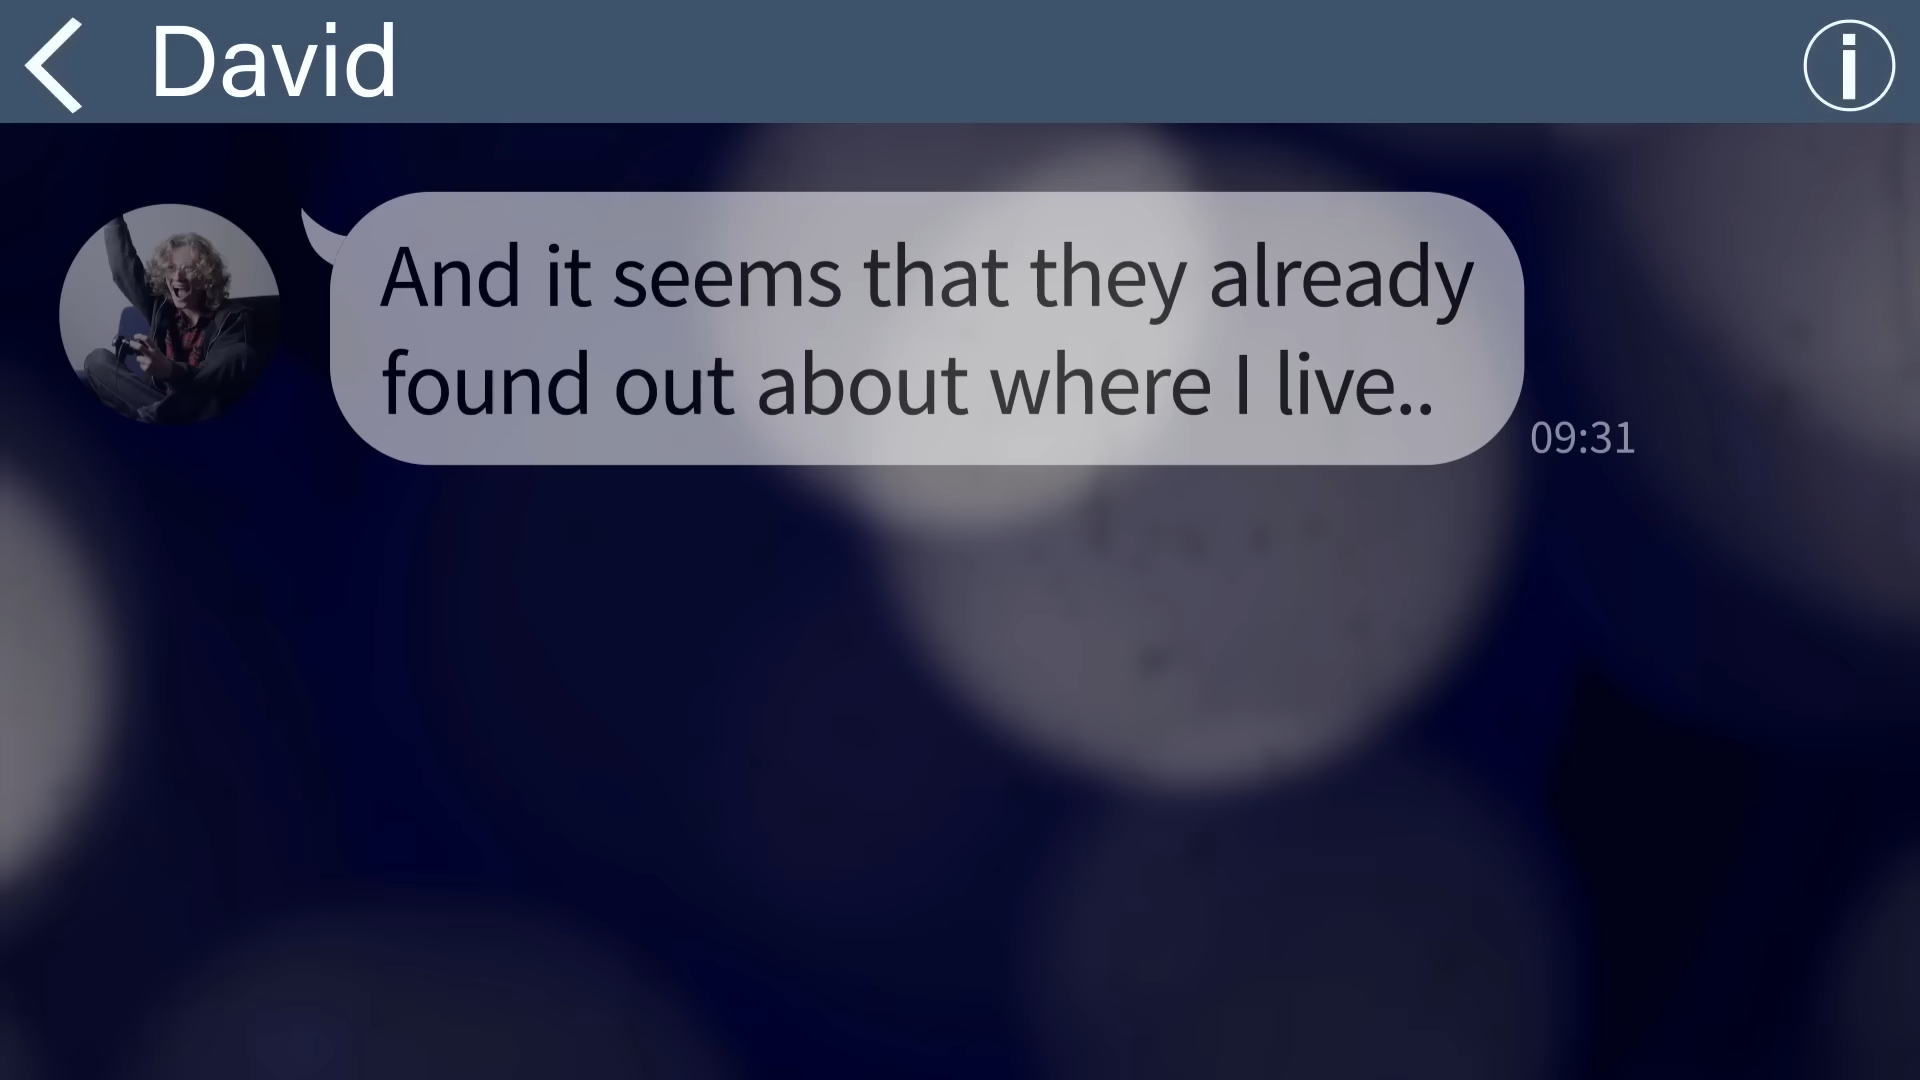 David
And it seems that they already
found out about where I live..
09:31